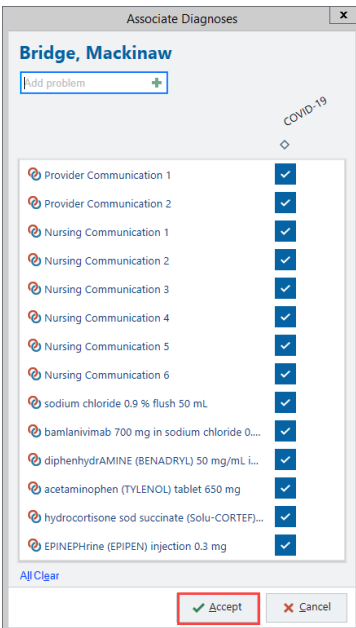 Associate Diagnoses
x
Bridge, Mackinaw
Add problem
COVID-19
Provider Communication 1
Provider Communication 2
Nursing Communication 1
Nursing Communication 2
Nursing Communication 3
Nursing Communication 4
Nursing Communication 5
Nursing Communication 6
sodium chloride 0.9 % flush 50 mL
bamlanivimab 700 mg in sodium chloride 0....
diphenhydrAMINE (BENADRYL) 50 mg/mL i...
acetaminophen (TYLENOL) tablet 650 mg
hydrocortisone sod succinate (Solu-CORTEF)...
EPINEPHrine (EPIPEN) injection 0.3 mg
All Clear
Accept
Cancel